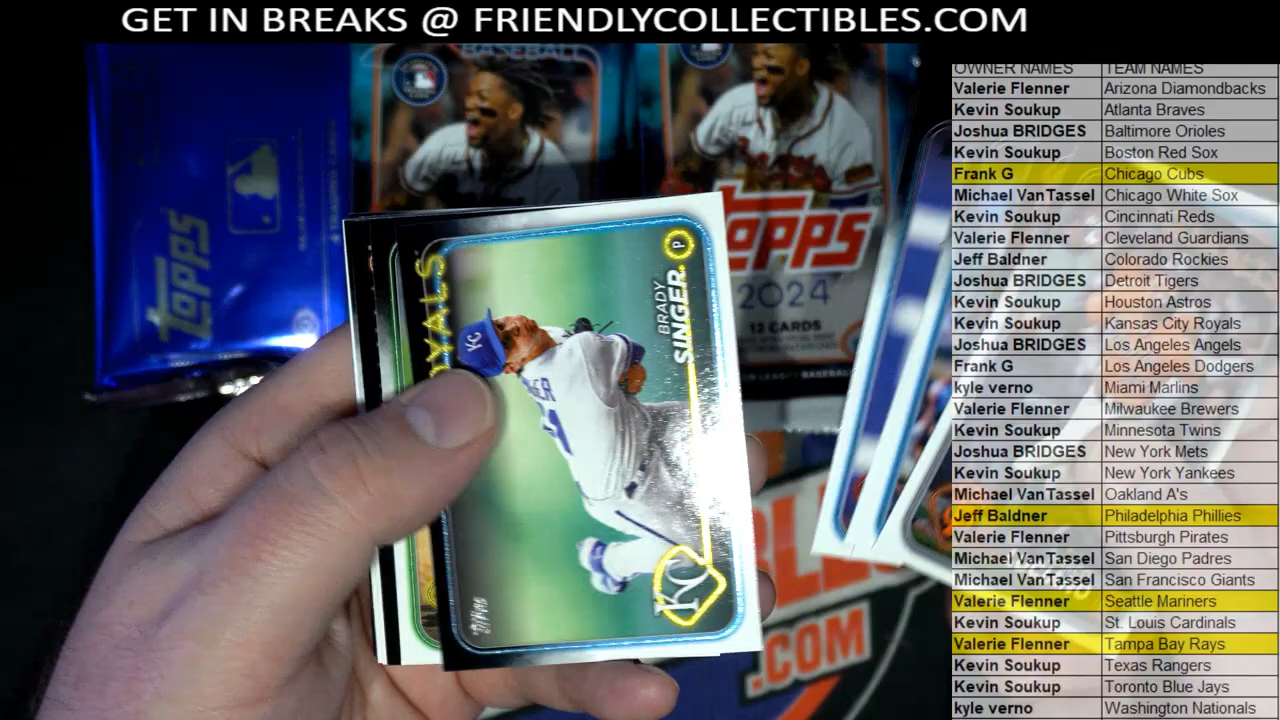 GET IN BREAKS @ FRIENDLYCOLLECTIBLES.COM
BASEBALL
TOPPS
TOPPS
2024
12 CARDS
BRADY
SINGER
P
KC
KC
.COM
OWNER NAMES TEAM NAMES
Valerie Flenner Arizona Diamondbacks
Kevin Soukup Atlanta Braves
Joshua BRIDGES Baltimore Orioles
Kevin Soukup Boston Red Sox
Frank G Chicago Cubs
Michael VanTassel Chicago White Sox
Kevin Soukup Cincinnati Reds
Valerie Flenner Cleveland Guardians
Jeff Baldner Colorado Rockies
Joshua BRIDGES Detroit Tigers
Kevin Soukup Houston Astros
Kevin Soukup Kansas City Royals
Joshua BRIDGES Los Angeles Angels
Frank G Los Angeles Dodgers
kyle verno Miami Marlins
Valerie Flenner Milwaukee Brewers
Kevin Soukup Minnesota Twins
Joshua BRIDGES New York Mets
Kevin Soukup New York Yankees
Michael VanTassel Oakland A's
Jeff Baldner Philadelphia Phillies
Valerie Flenner Pittsburgh Pirates
Michael VanTassel San Diego Padres
Michael VanTassel San Francisco Giants
Valerie Flenner Seattle Mariners
Kevin Soukup St. Louis Cardinals
Valerie Flenner Tampa Bay Rays
Kevin Soukup Texas Rangers
Kevin Soukup Toronto Blue Jays
kyle verno Washington Nationals